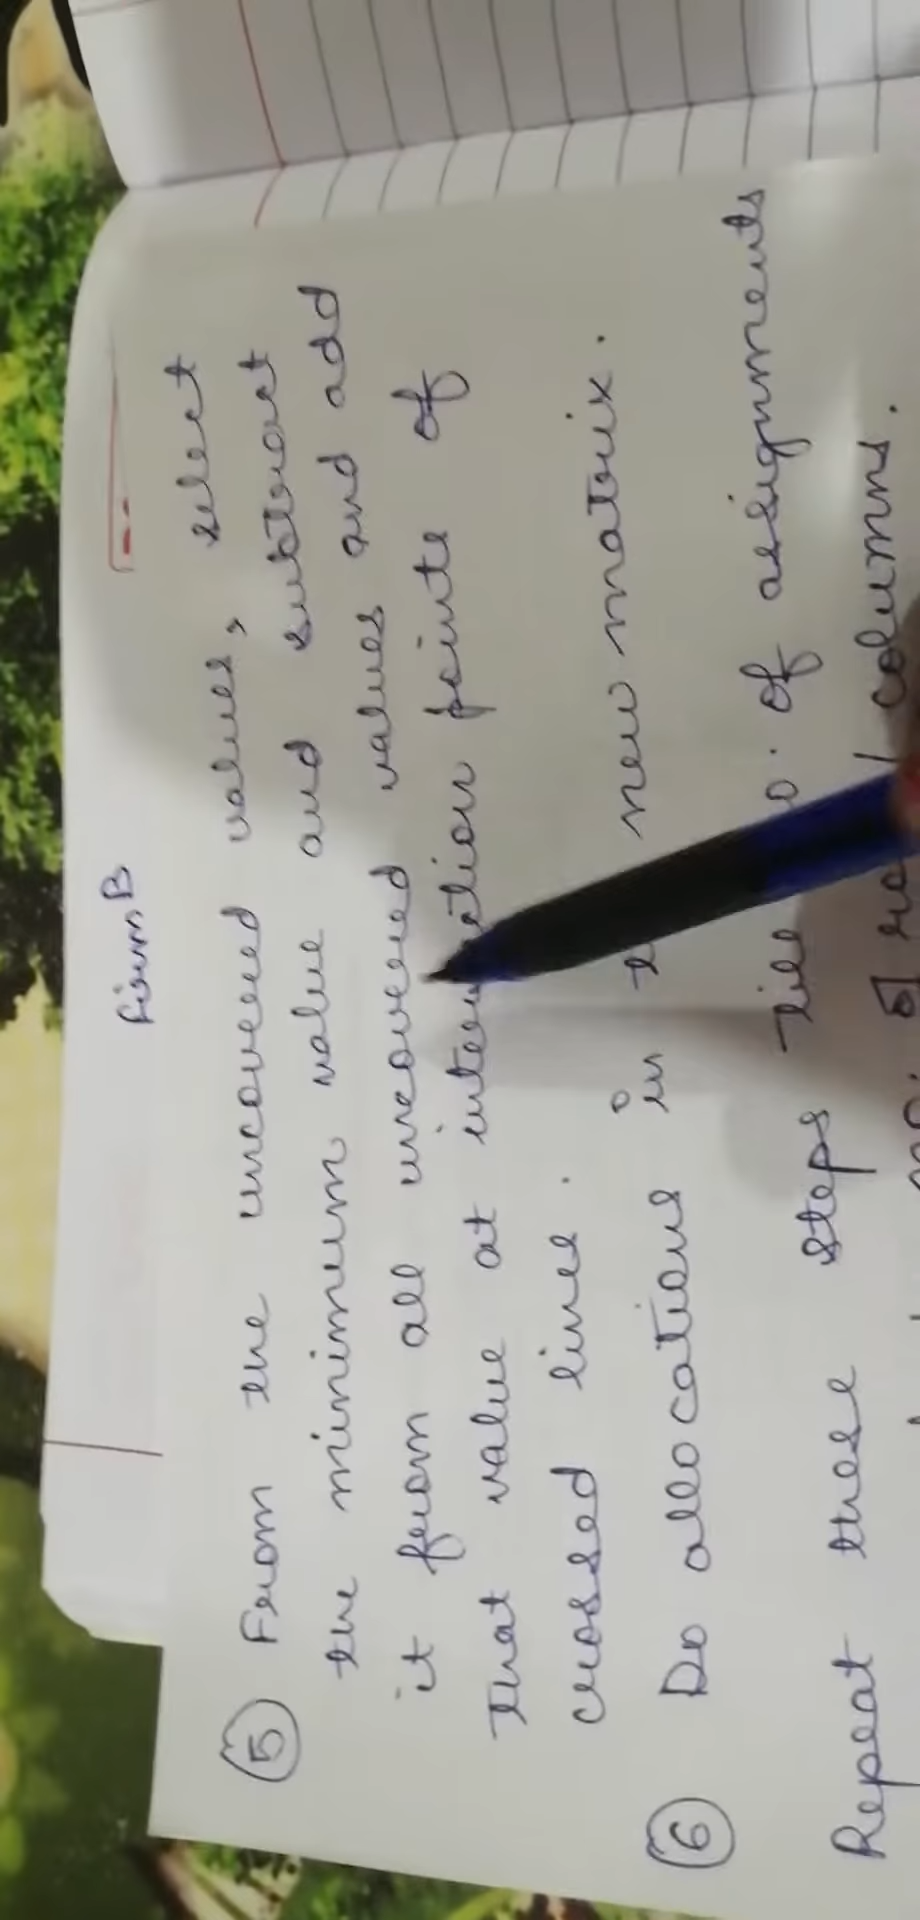 ⑤ From the uncovered values, select
the minimum value and subtract
it from all uncovered values and add
that value at intersection points of
crossed lines.
⑥ Do allocations in new matrix.
Repeat these steps till of assignments
columns.